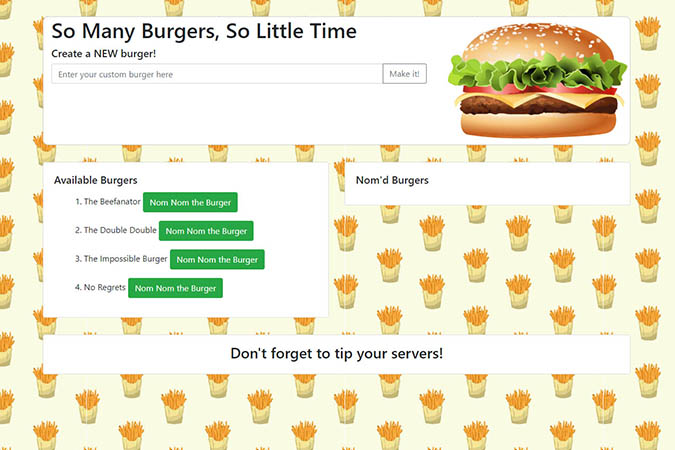 So Many Burgers, So Little Time
Create a NEW burger!
Enter your custom burger here Make it!
Available Burgers
1. The Beefanator Nom Nom the Burger
2. The Double Double Nom Nom the Burger
3. The Impossible Burger Nom Nom the Burger
4. No Regrets Nom Nom the Burger
Nom'd Burgers
Don't forget to tip your servers!